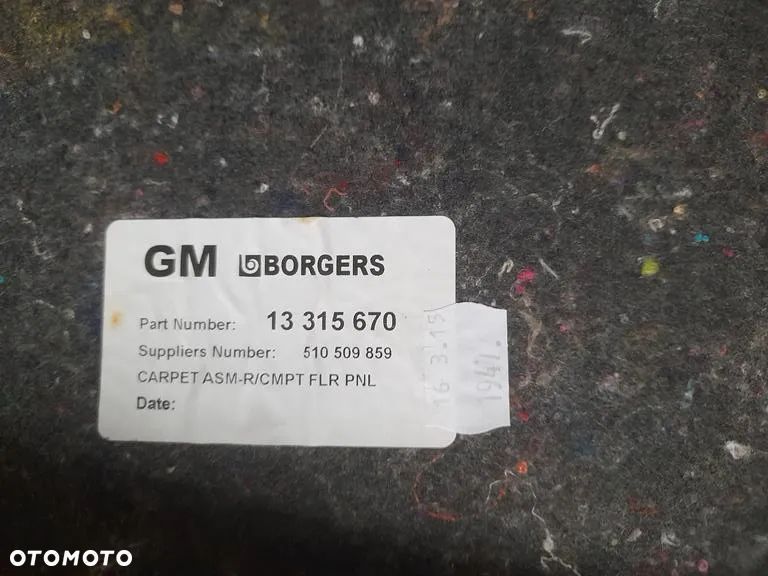 GM BORGERS
Part Number: 13 315 670
Suppliers Number: 510 509 859
CARPET ASM-R/CMPT FLR PNL
Date:
16.3.15
1947.
OTOMOTO